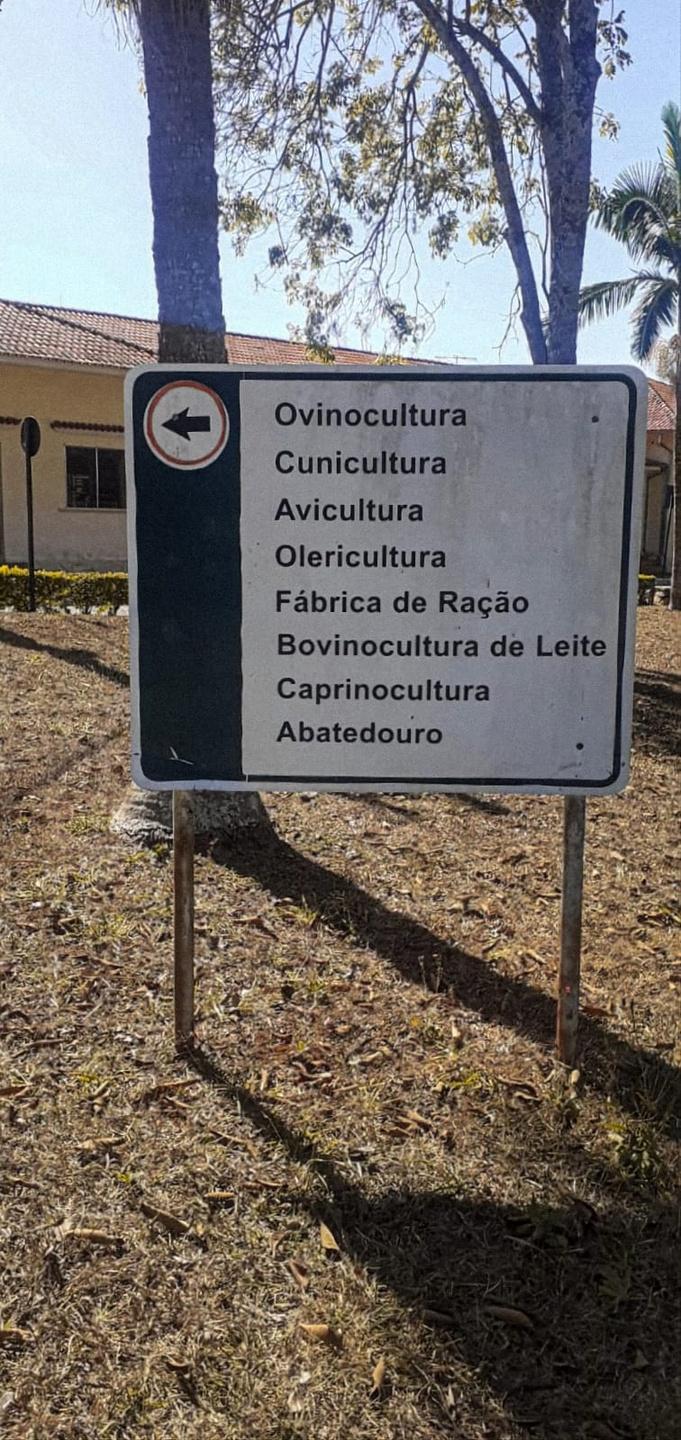 Ovinocultura
Cunicultura
Avicultura
Olericultura
Fábrica de Ração
Bovinocultura de Leite
Caprinocultura
Abatedouro